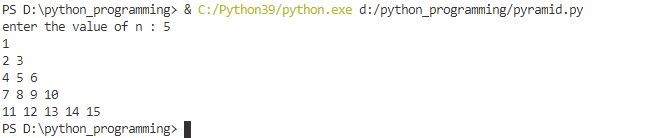 PS D:\python_programming> & C:/Python39/python.exe d:/python_programming/pyramid.py
enter the value of n : 5
1
2 3
4 5 6
7 8 9 10
11 12 13 14 15
PS D:\python_programming>